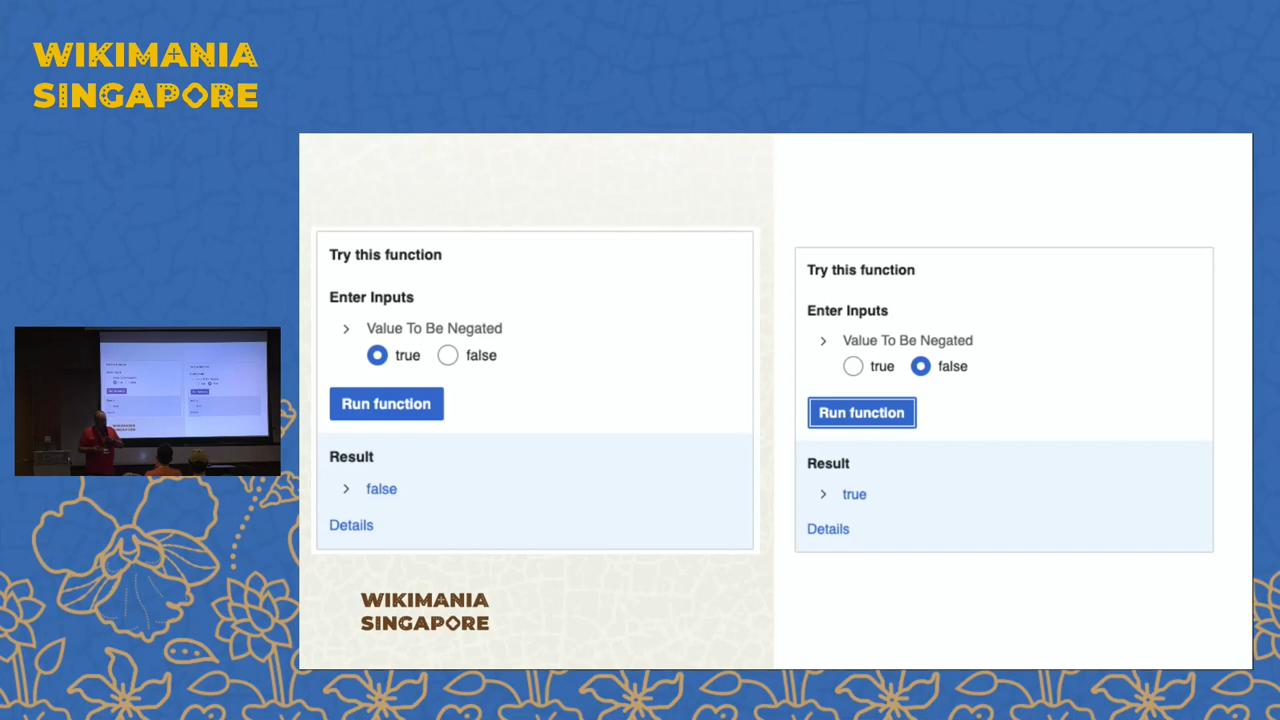 WIKIMANIA
SINGAPORE
Try this function
Enter Inputs
Value To Be Negated
true false
Run function
Result
false
Details
WIKIMANIA
SINGAPORE
Try this function
Enter Inputs
Value To Be Negated
true false
Run function
Result
true
Details